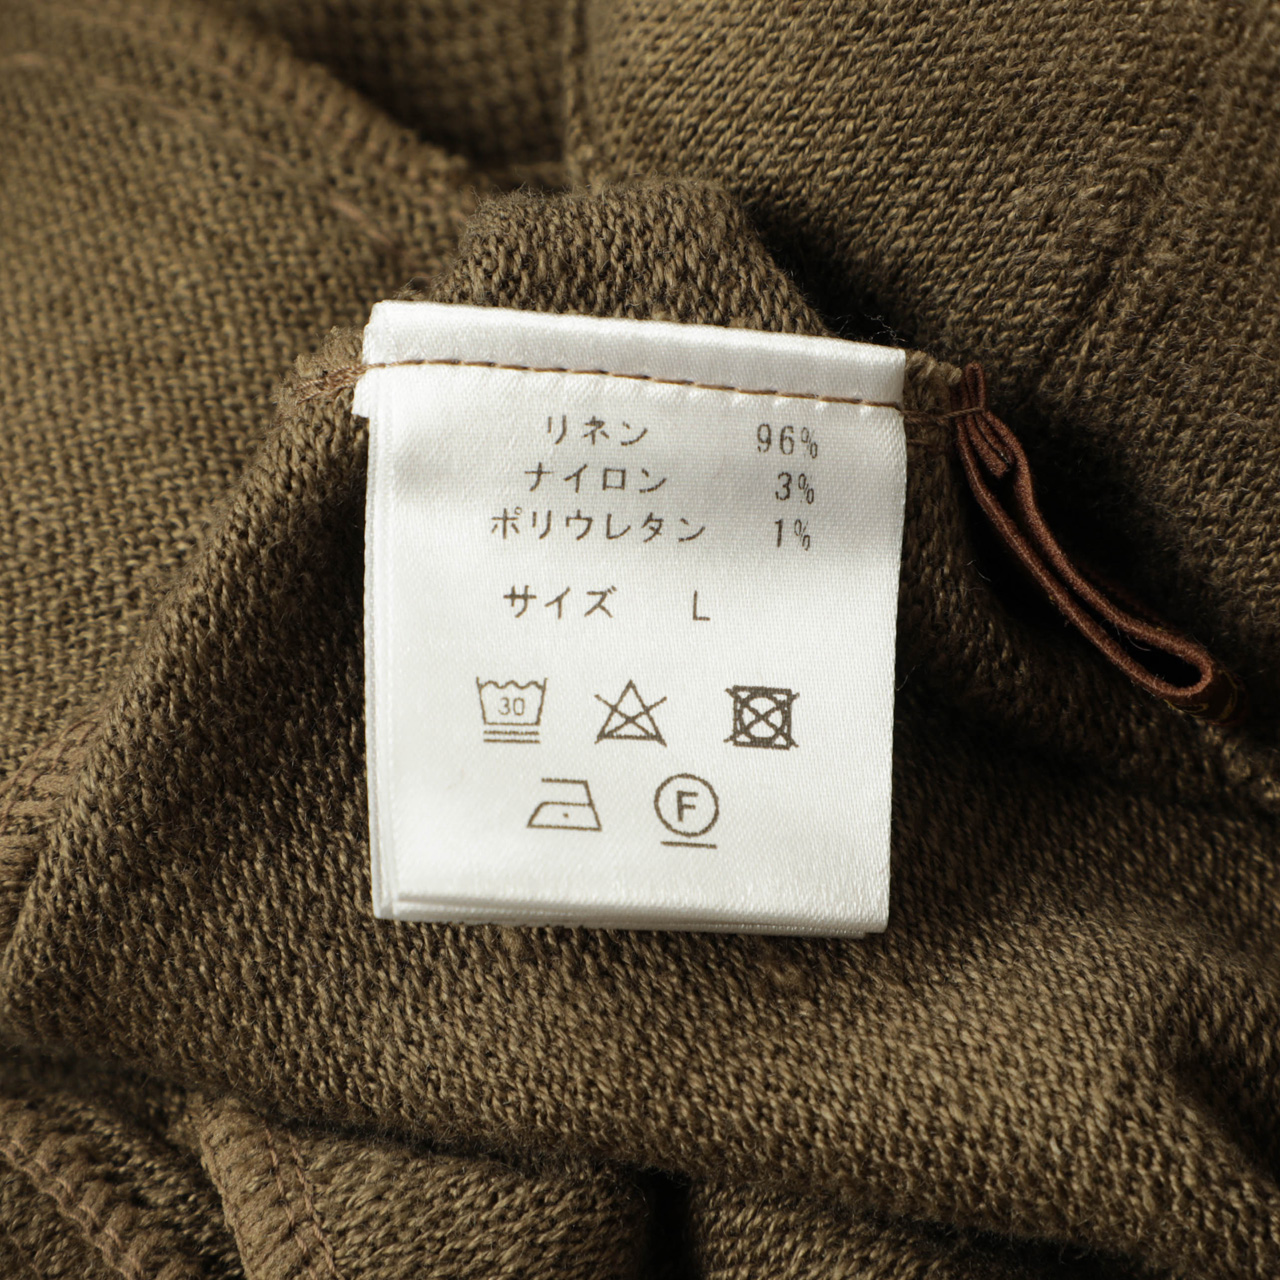 リネン 96%
ナイロン 3%
ポリウレタン 1%
サイズ L
30
F